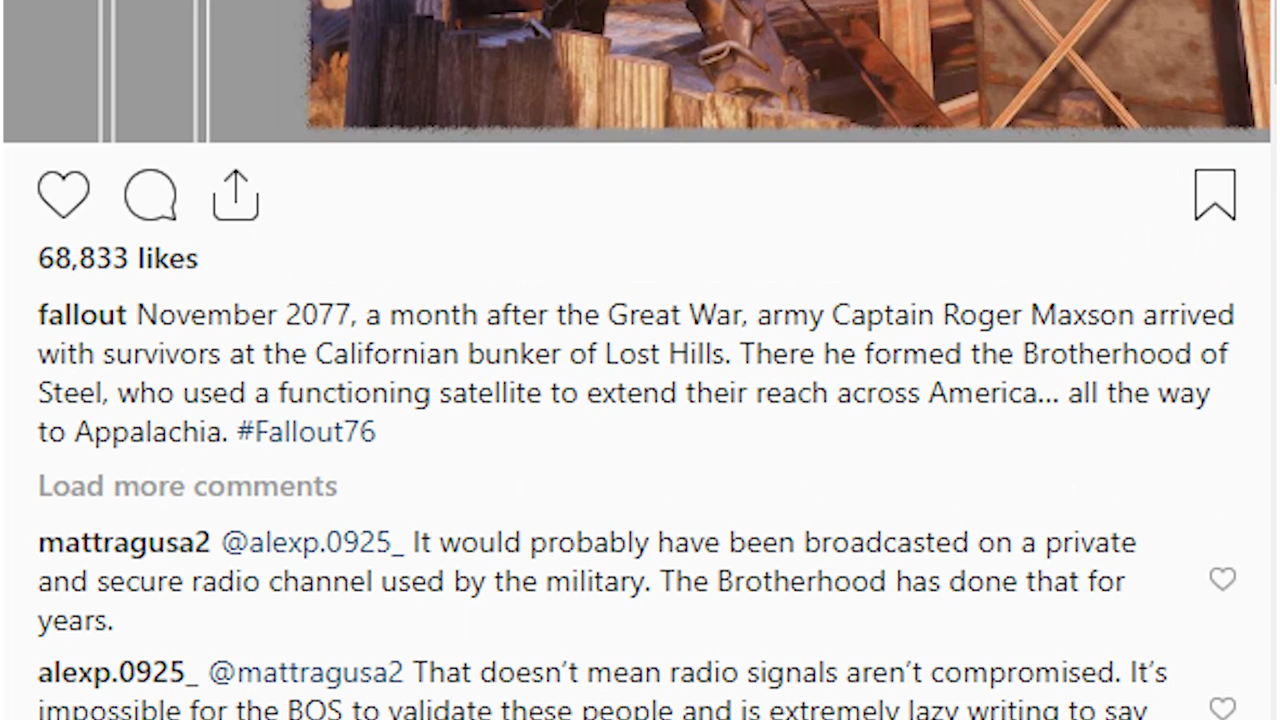 68,833 likes
fallout November 2077, a month after the Great War, army Captain Roger Maxson arrived
with survivors at the Californian bunker of Lost Hills. There he formed the Brotherhood of
Steel, who used a functioning satellite to extend their reach across America... all the way
to Appalachia. #Fallout76
Load more comments
mattragusa2 @alexp.0925_ It would probably have been broadcasted on a private
and secure radio channel used by the military. The Brotherhood has done that for
years.
alexp.0925_ @mattragusa2 That doesn’t mean radio signals aren’t compromised. It’s
impossible for the BOS to validate these people and is extremely lazy writing to say